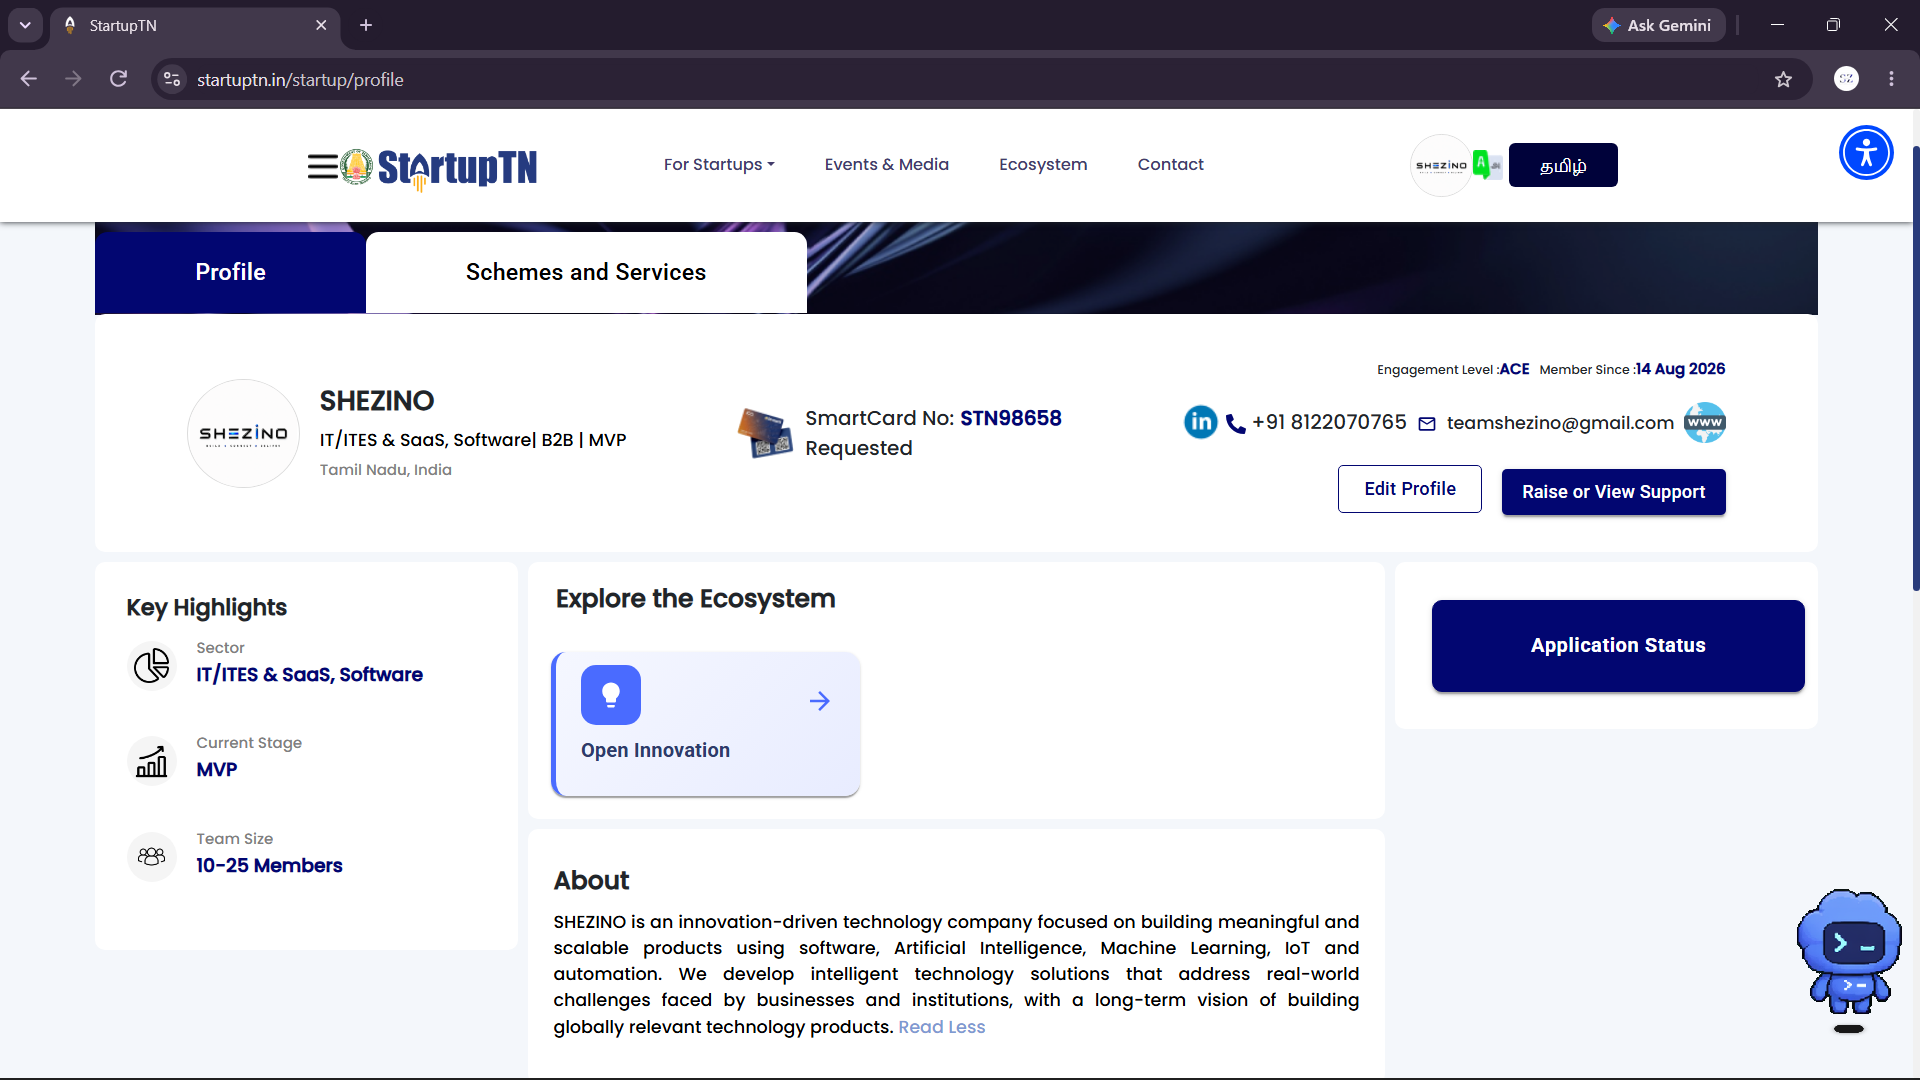 StartupTN
Ask Gemini
startuptn.in/startup/profile
SZ
StartupTN
For Startups
Events & Media
Ecosystem
Contact
SHEZINO
A
தமிழ்
Profile
Schemes and Services
Engagement Level :ACE Member Since :14 Aug 2026
SHEZINO
SHEZINO
IT/ITES & SaaS, Software| B2B | MVP
Tamil Nadu, India
SmartCard No: STN98658
Requested
in
+91 8122070765
teamshezino@gmail.com
WWW
Edit Profile
Raise or View Support
Key Highlights
Sector
IT/ITES & SaaS, Software
Current Stage
MVP
Team Size
10-25 Members
Explore the Ecosystem
Open Innovation
Application Status
About
SHEZINO is an innovation-driven technology company focused on building meaningful and
scalable products using software, Artificial Intelligence, Machine Learning, IoT and
automation. We develop intelligent technology solutions that address real-world
challenges faced by businesses and institutions, with a long-term vision of building
globally relevant technology products. Read Less